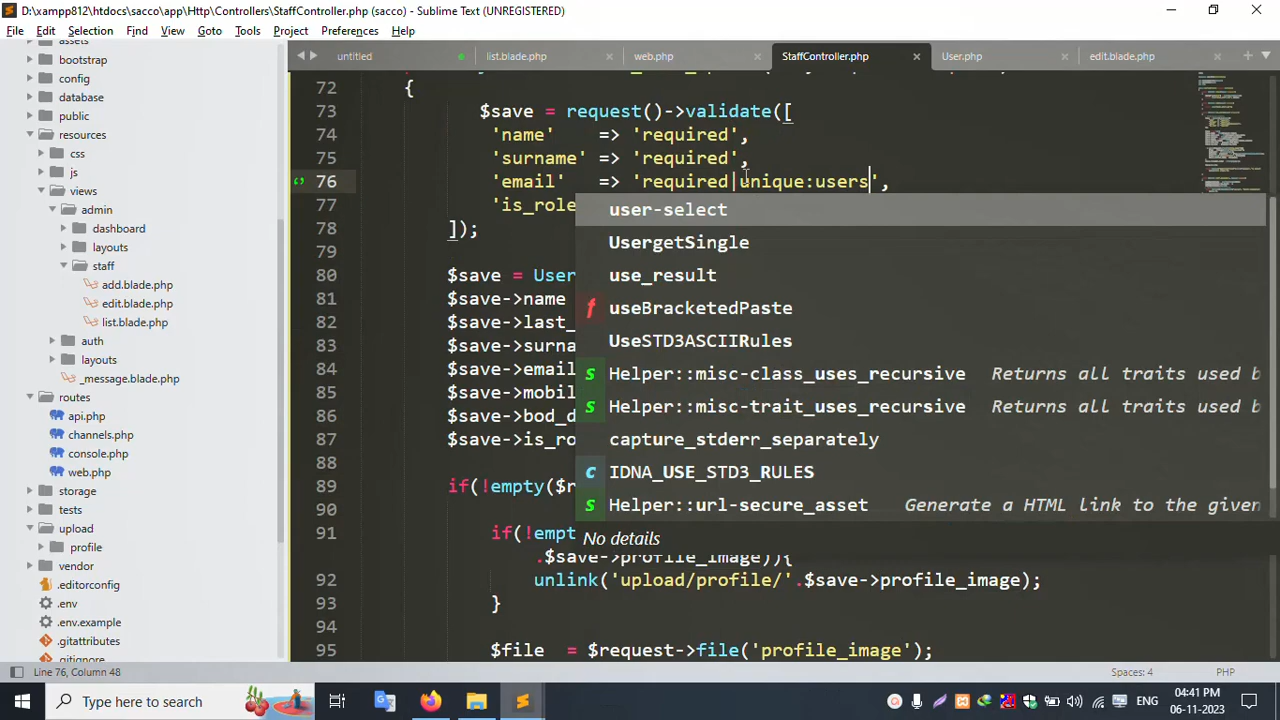 D:\xampp812\htdocs\sacco\app\Http\Controllers\StaffController.php (sacco) - Sublime Text (UNREGISTERED)
File Edit Selection Find View Goto Tools Project Preferences Help
untitled list.blade.php web.php StaffController.php User.php edit.blade.php
assets
bootstrap
config
database
public
resources
css
js
views
admin
dashboard
layouts
staff
add.blade.php
edit.blade.php
list.blade.php
auth
layouts
_message.blade.php
routes
api.php
channels.php
console.php
web.php
storage
tests
upload
profile
vendor
.editorconfig
.env
.env.example
.gitattributes
.gitignore
72 {
73 $save = request()->validate([
74 'name' => 'required',
75 'surname' => 'required',
76 'email' => 'required|unique:users',
77 'is_role
78 ]);
79
80 $save = User
81 $save->name
82 $save->last_
83 $save->surna
84 $save->email
85 $save->mobil
86 $save->bod_d
87 $save->is_ro
88
89 if(!empty($r
90
91 if(!empt
.$save->profile_image)){
92 unlink('upload/profile/'.$save->profile_image);
93 }
94
95 $file = $request->file('profile_image');
user-select
UsergetSingle
use_result
useBracketedPaste
UseSTD3ASCIIRules
Helper::misc-class_uses_recursive Returns all traits used b
Helper::misc-trait_uses_recursive Returns all traits used b
capture_stderr_separately
IDNA_USE_STD3_RULES
Helper::url-secure_asset Generate a HTML link to the given
No details
Line 76, Column 48 Spaces: 4 PHP
Type here to search
ENG
04:41 PM
06-11-2023